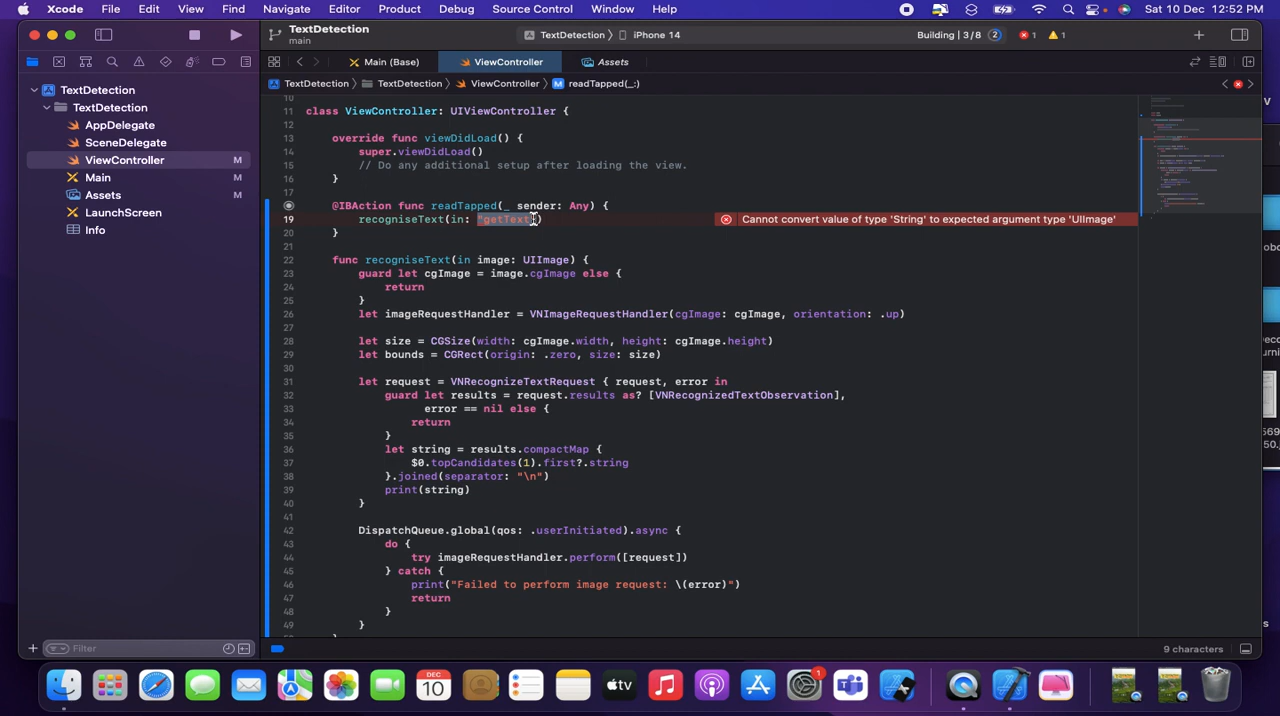 Xcode File Edit View Find Navigate Editor Product Debug Source Control Window Help Sat 10 Dec 12:52 PM
TextDetection
main
TextDetection iPhone 14 Building | 3/8 2 1 1
Main (Base) ViewController Assets
TextDetection TextDetection ViewController M readTapped(_:)
TextDetection
TextDetection
AppDelegate
SceneDelegate
ViewController M
Main M
Assets M
LaunchScreen
Info
10
11 class ViewController: UIViewController {
12
13 override func viewDidLoad() {
14 super.viewDidLoad()
15 // Do any additional setup after loading the view.
16 }
17
@IBAction func readTapped(_ sender: Any) {
19 recogniseText(in: "getText") Cannot convert value of type 'String' to expected argument type 'UIImage'
20 }
21
22 func recogniseText(in image: UIImage) {
23 guard let cgImage = image.cgImage else {
24 return
25 }
26 let imageRequestHandler = VNImageRequestHandler(cgImage: cgImage, orientation: .up)
27
28 let size = CGSize(width: cgImage.width, height: cgImage.height)
29 let bounds = CGRect(origin: .zero, size: size)
30
31 let request = VNRecognizeTextRequest { request, error in
32 guard let results = request.results as? [VNRecognizedTextObservation],
33 error == nil else {
34 return
35 }
36 let string = results.compactMap {
37 $0.topCandidates(1).first?.string
38 }.joined(separator: "\n")
39 print(string)
40 }
41
42 DispatchQueue.global(qos: .userInitiated).async {
43 do {
44 try imageRequestHandler.perform([request])
45 } catch {
46 print("Failed to perform image request: \(error)")
47 return
48 }
49 }
Filter
9 characters
DEC
10
tv
1